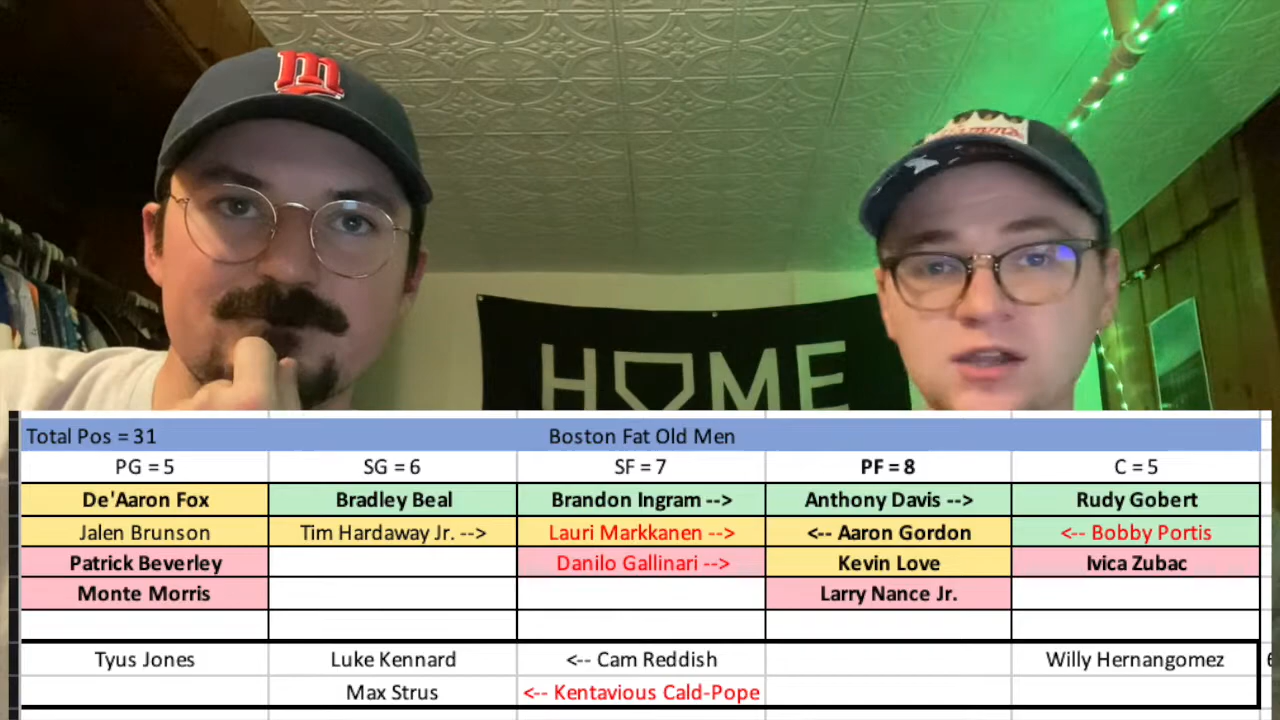 m
HOME
Total Pos = 31 Boston Fat Old Men
PG = 5 SG = 6 SF = 7 PF = 8 C = 5
De'Aaron Fox Bradley Beal Brandon Ingram --> Anthony Davis --> Rudy Gobert
Jalen Brunson Tim Hardaway Jr. --> Lauri Markkanen --> <-- Aaron Gordon <-- Bobby Portis
Patrick Beverley Danilo Gallinari --> Kevin Love Ivica Zubac
Monte Morris Larry Nance Jr.
Tyus Jones Luke Kennard <-- Cam Reddish Willy Hernangomez
Max Strus <-- Kentavious Cald-Pope